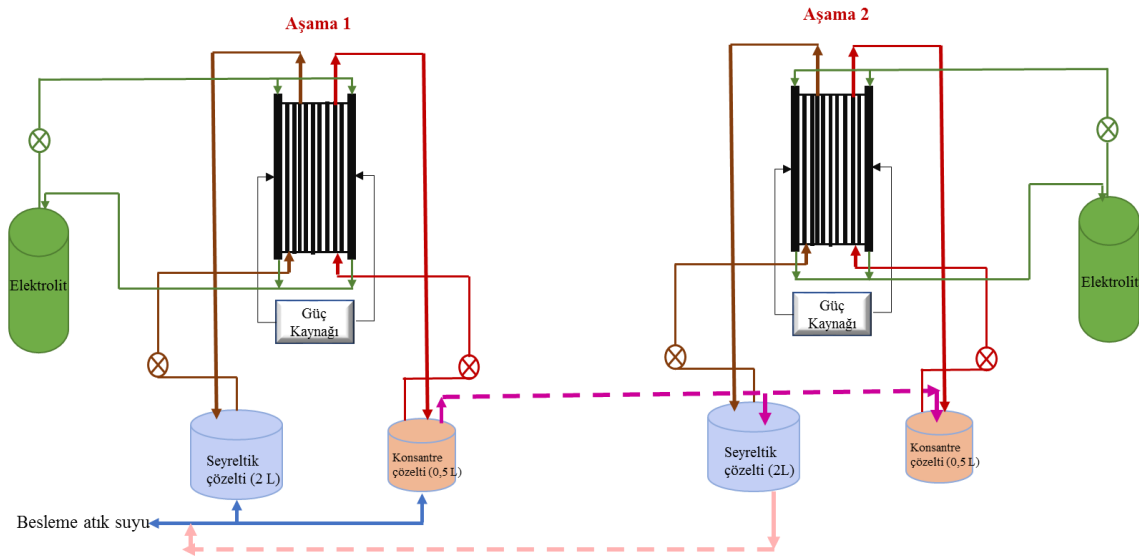 Aşama 1
Aşama 2
Elektrolit
Güç
Kaynağı
Seyreltik
çözelti (2 L)
Konsantre
çözelti (0,5 L)
Besleme atık suyu
Güç
Kaynağı
Elektrolit
Seyreltik
çözelti (2L)
Konsantre
çözelti (0,5 L)